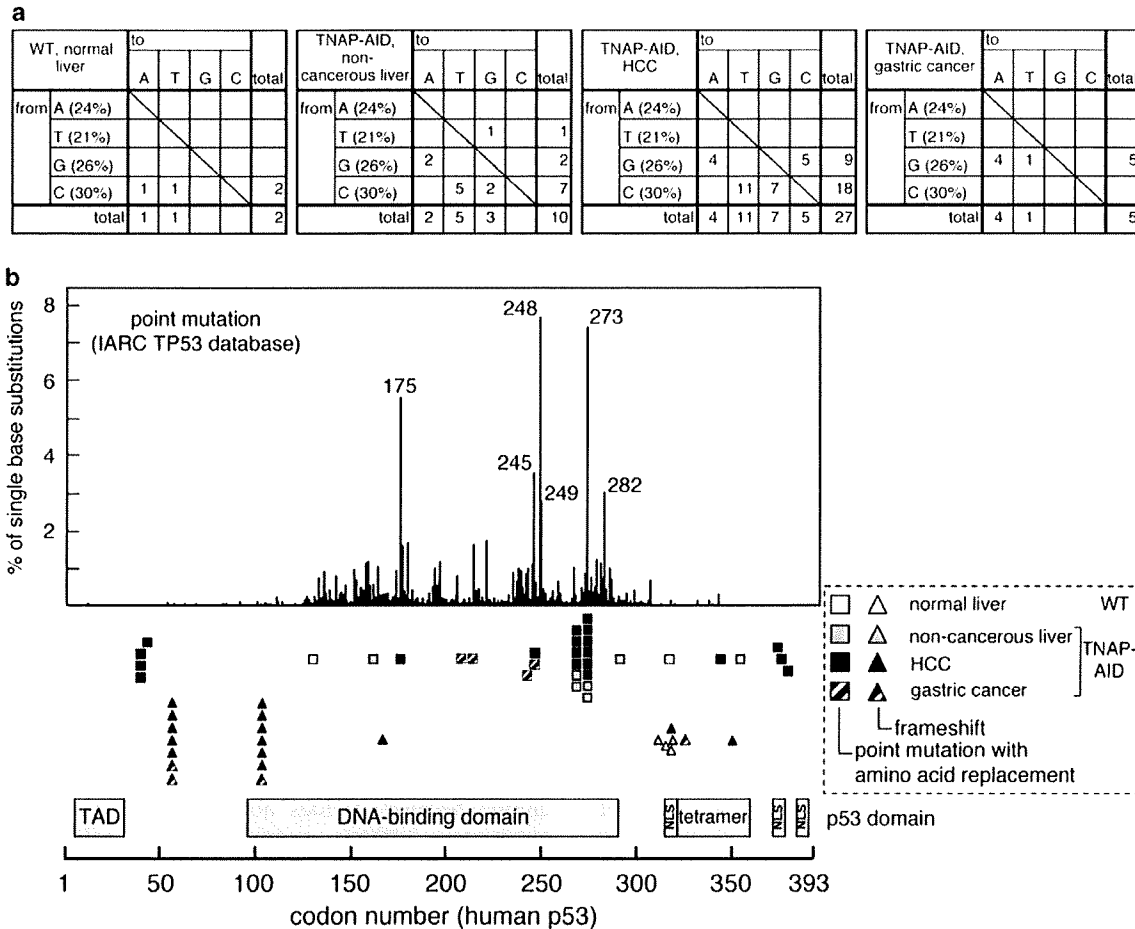 a
WT, normal liver
to
A T G C total
from A (24%)
T (21%)
G (26%)
C (30%) 1 1 2
total 1 1 2
TNAP-AID, non-cancerous liver
to
A T G C total
from A (24%)
T (21%) 1 1
G (26%) 2 2
C (30%) 5 2 7
total 2 5 3 10
TNAP-AID, HCC
to
A T G C total
from A (24%)
T (21%)
G (26%) 4 5 9
C (30%) 11 7 18
total 4 11 7 5 27
TNAP-AID, gastric cancer
to
A T G C total
from A (24%)
T (21%)
G (26%) 4 1 5
C (30%)
total 4 1 5
b
% of single base substitutions
8
6
4
2
point mutation
(IARC TP53 database)
175
245
248
249
273
282
normal liver WT
non-cancerous liver
HCC
gastric cancer
TNAP-AID
frameshift
point mutation with
amino acid replacement
TAD
DNA-binding domain
NLS
tetramer
NLS
NLS
p53 domain
1 50 100 150 200 250 300 350 393
codon number (human p53)